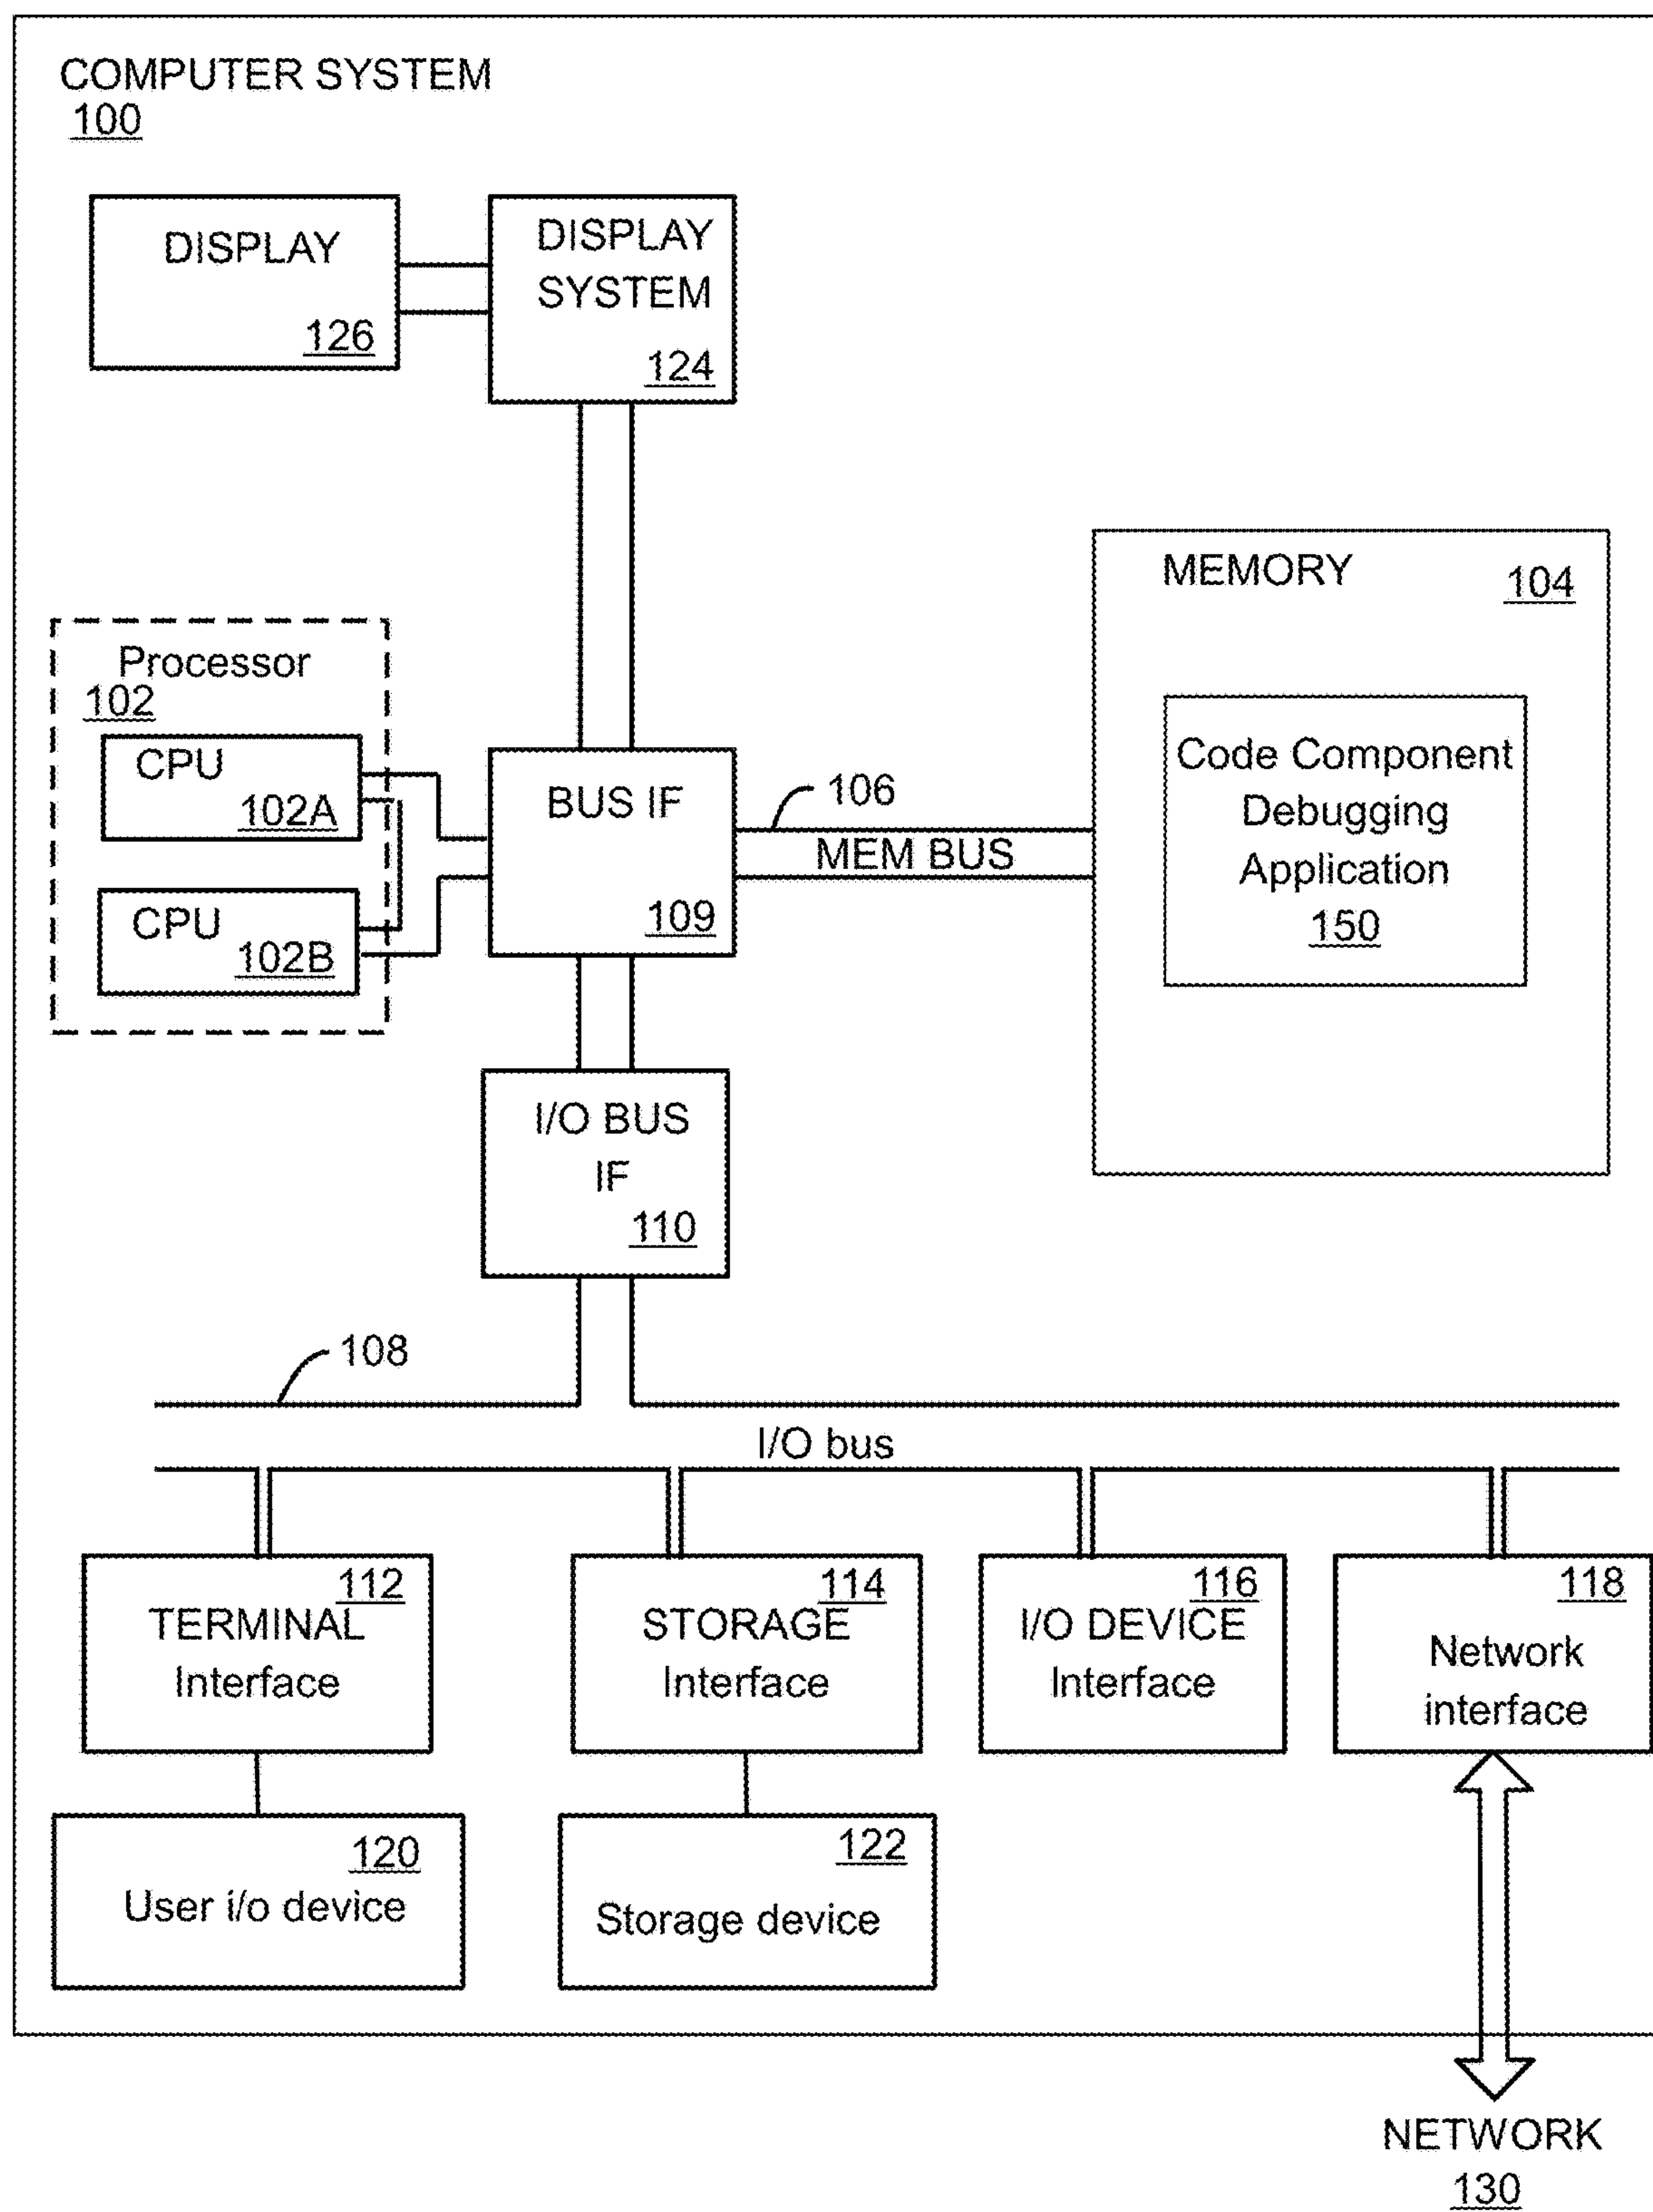 COMPUTER SYSTEM
100
DISPLAY
126
DISPLAY
SYSTEM
124
Processor
102
CPU
102A
CPU
102B
BUS IF
109
106
MEM BUS
MEMORY
104
Code Component
Debugging
Application
150
I/O BUS
IF
110
108
I/O bus
112
TERMINAL
Interface
114
STORAGE
Interface
116
I/O DEVICE
Interface
118
Network
interface
120
User i/o device
122
Storage device
NETWORK
130